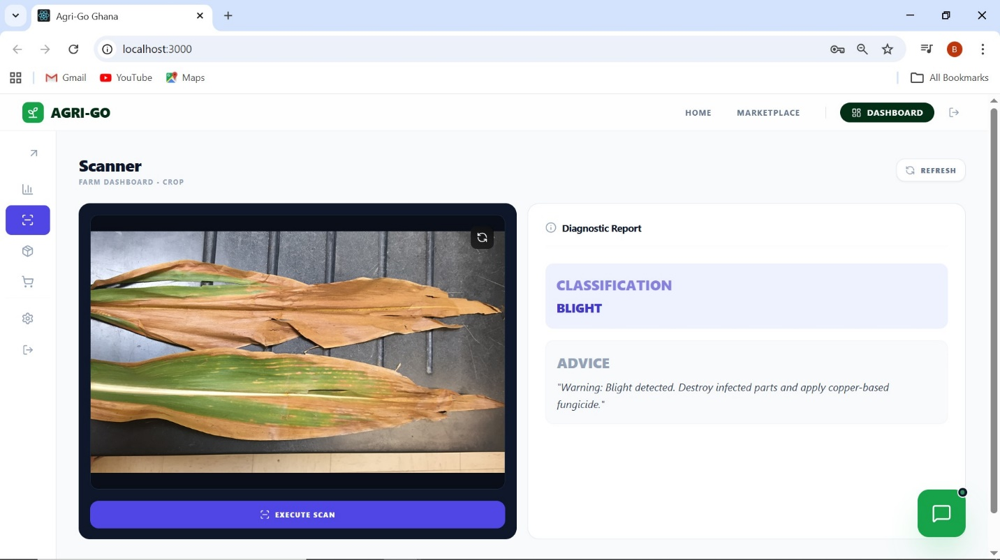 Agri-Go Ghana
localhost:3000
B
Gmail
YouTube
Maps
All Bookmarks
AGRI-GO
HOME
MARKETPLACE
DASHBOARD
Scanner
FARM DASHBOARD • CROP
REFRESH
Diagnostic Report
CLASSIFICATION
BLIGHT
ADVICE
"Warning: Blight detected. Destroy infected parts and apply copper-based
fungicide."
EXECUTE SCAN